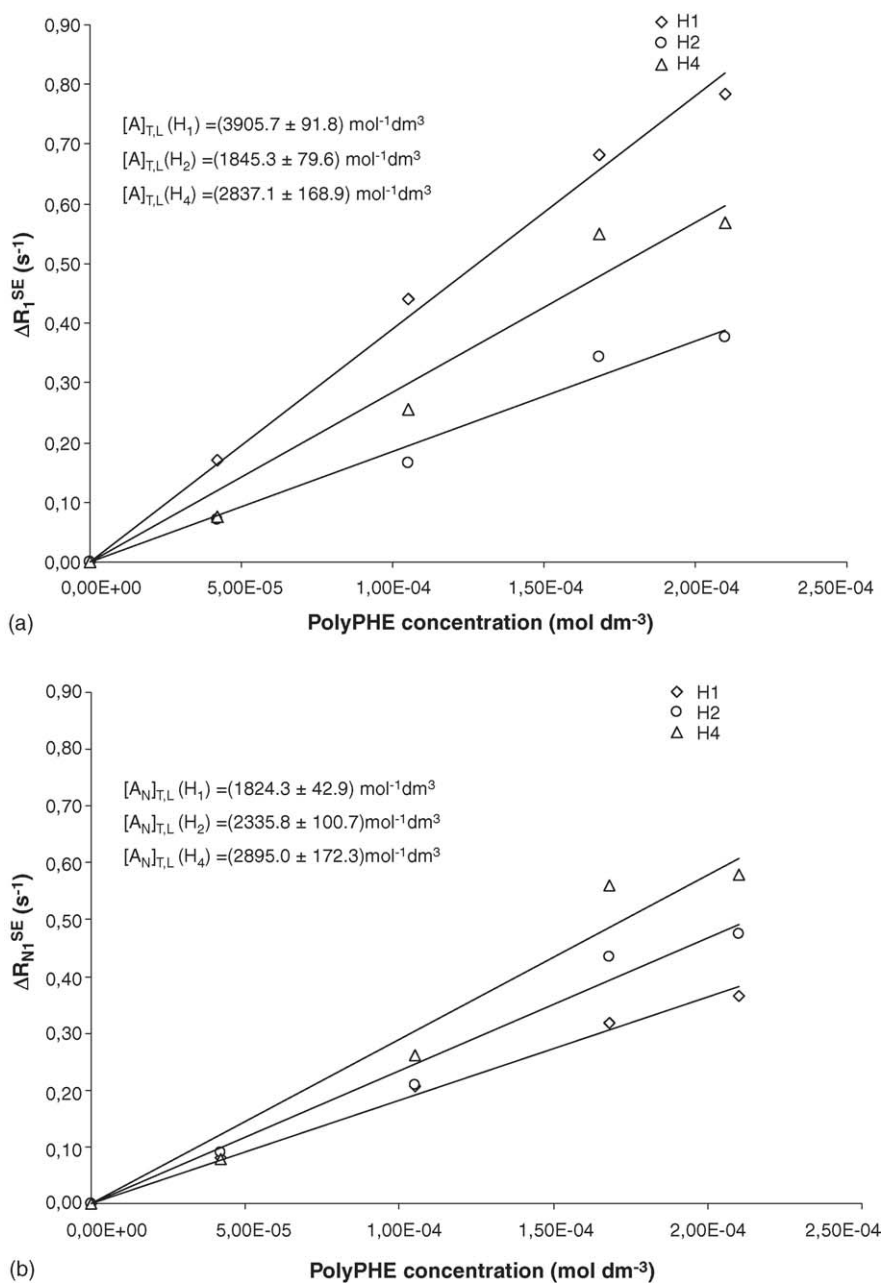 H1
H2
H4
[A]T,L (H1) =(3905.7 ± 91.8) mol-1dm3
[A]T,L(H2) =(1845.3 ± 79.6) mol-1dm3
[A]T,L(H4) =(2837.1 ± 168.9) mol-1dm3
0,90
0,80
0,70
0,60
0,50
0,40
0,30
0,20
0,10
0,00
ΔR1SE (s-1)
0,00E+00 5,00E-05 1,00E-04 1,50E-04 2,00E-04 2,50E-04
PolyPHE concentration (mol dm-3)
(a)
H1
H2
H4
[AN]T,L (H1) =(1824.3 ± 42.9) mol-1dm3
[AN]T,L (H2) =(2335.8 ± 100.7)mol-1dm3
[AN]T,L (H4) =(2895.0 ± 172.3)mol-1dm3
0,90
0,80
0,70
0,60
0,50
0,40
0,30
0,20
0,10
0,00
ΔRN1SE (s-1)
0,00E+00 5,00E-05 1,00E-04 1,50E-04 2,00E-04 2,50E-04
PolyPHE concentration (mol dm-3)
(b)